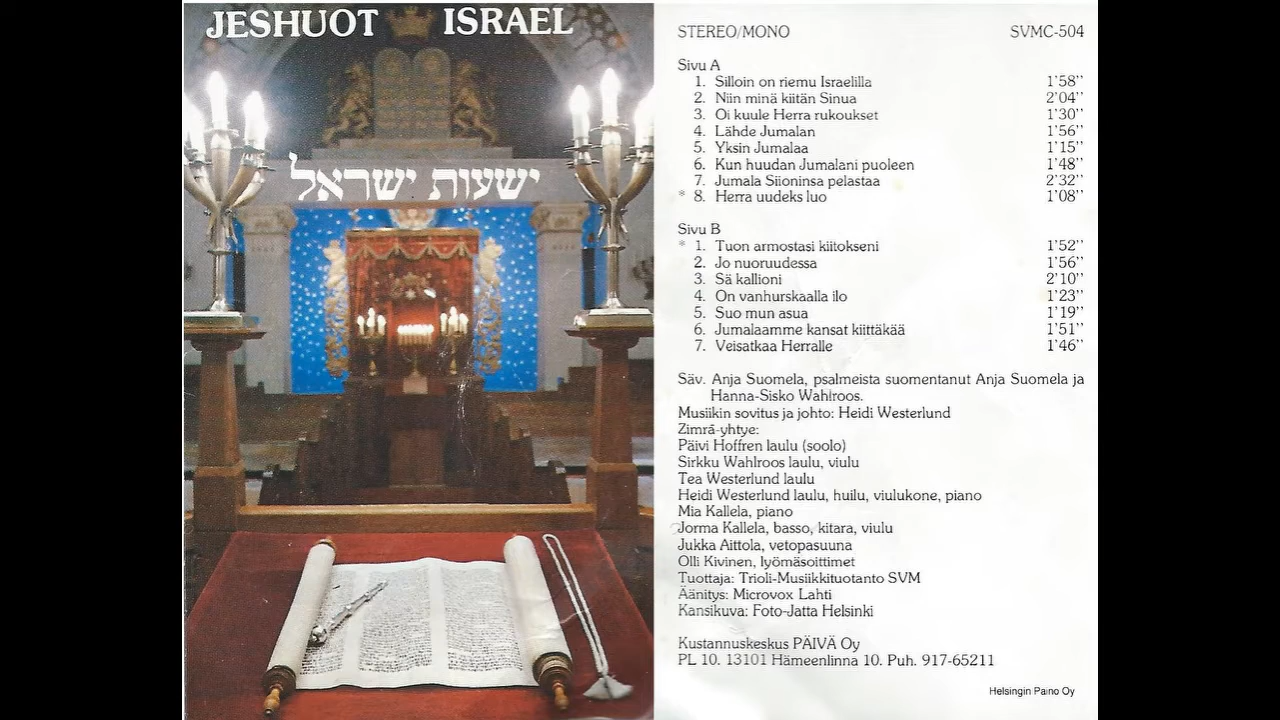 JESHUOT ISRAEL
ישעות ישראל
STEREO/MONO SVMC-504
Sivu A
1. Silloin on riemu Israelilla 1'58''
2. Niin minä kiitän Sinua 2'04''
3. Oi kuule Herra rukoukset 1'30''
4. Lähde Jumalan 1'56''
5. Yksin Jumalaa 1'15''
6. Kun huudan Jumalani puoleen 1'48''
7. Jumala Siioninsa pelastaa 2'32''
* 8. Herra uudeks luo 1'08''
Sivu B
* 1. Tuon armostasi kiitokseni 1'52''
2. Jo nuoruudessa 1'56''
3. Sä kallioni 2'10''
4. On vanhurskaalla ilo 1'23''
5. Suo mun asua 1'19''
6. Jumalaamme kansat kiittäkää 1'51''
7. Veisatkaa Herralle 1'46''
Säv. Anja Suomela, psalmeista suomentanut Anja Suomela ja
Hanna-Sisko Wahlroos.
Musiikin sovitus ja johto: Heidi Westerlund
Zimrā-yhtye:
Päivi Hoffren laulu (soolo)
Sirkku Wahlroos laulu, viulu
Tea Westerlund laulu
Heidi Westerlund laulu, huilu, viulukone, piano
Mia Kallela, piano
Jorma Kallela, basso, kitara, viulu
Jukka Aittola, vetopasuuna
Olli Kivinen, lyömäsoittimet
Tuottaja: Trioli-Musiikkituotanto SVM
Äänitys: Microvox Lahti
Kansikuva: Foto-Jatta Helsinki
Kustannuskeskus PÄIVÄ Oy
PL 10. 13101 Hämeenlinna 10. Puh. 917-65211
Helsingin Paino Oy